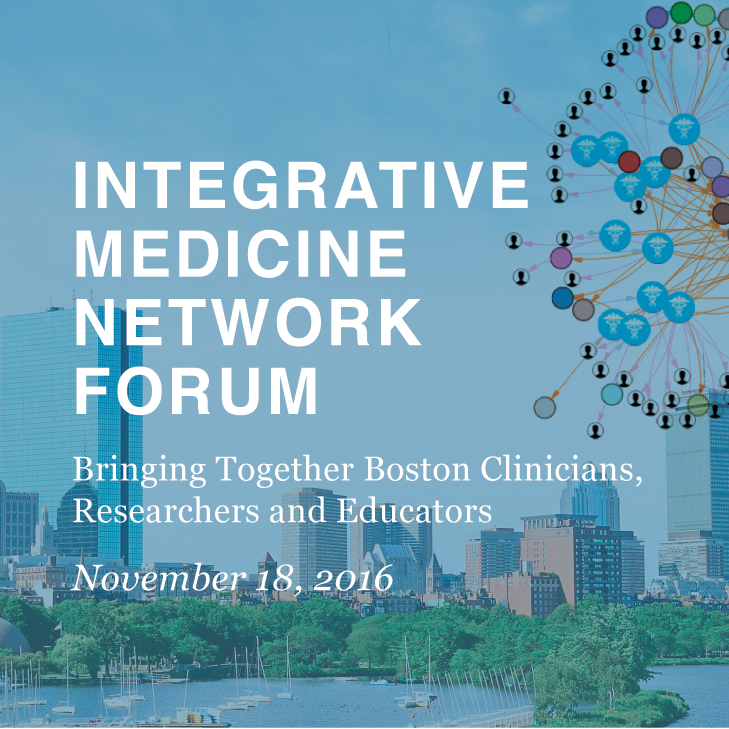 INTEGRATIVE
MEDICINE
NETWORK
FORUM
Bringing Together Boston Clinicians,
Researchers and Educators
November 18, 2016